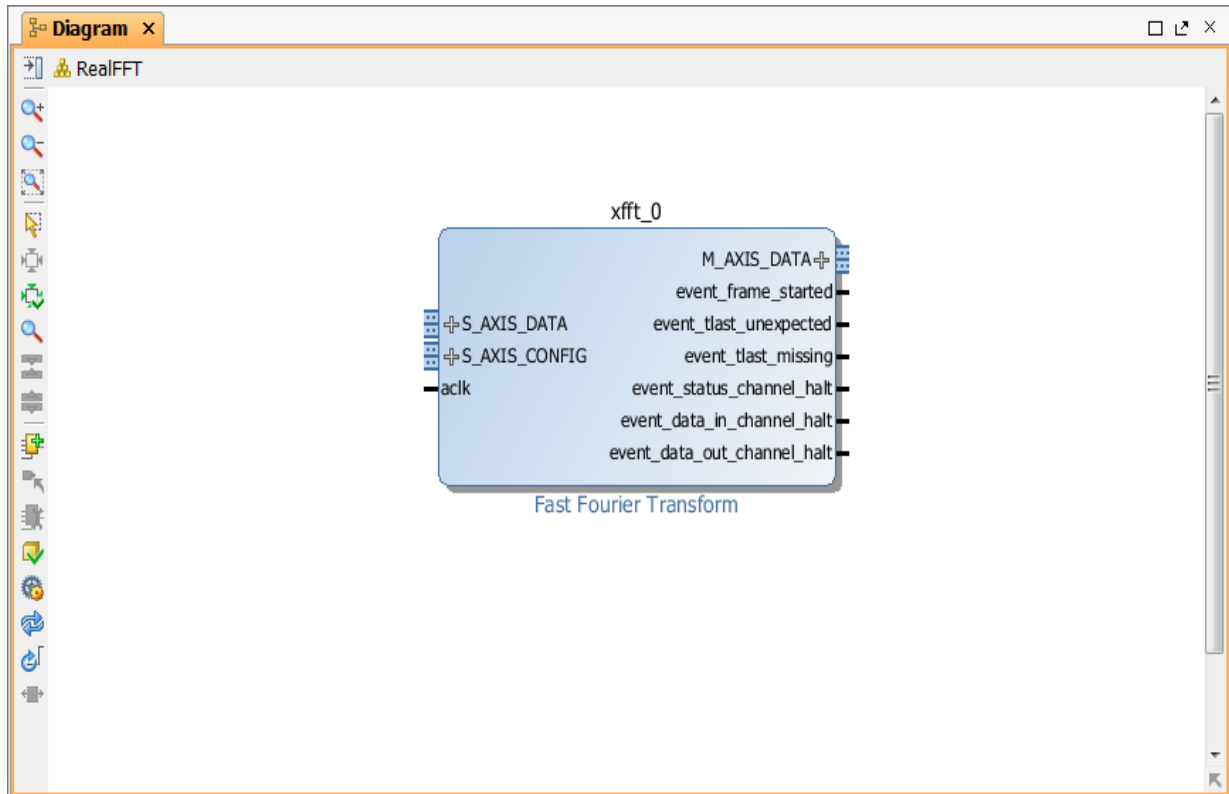 Diagram
RealFFT
xfft_0
M_AXIS_DATA
event_frame_started
S_AXIS_DATA
event_tlast_unexpected
S_AXIS_CONFIG
event_tlast_missing
aclk
event_status_channel_halt
event_data_in_channel_halt
event_data_out_channel_halt
Fast Fourier Transform